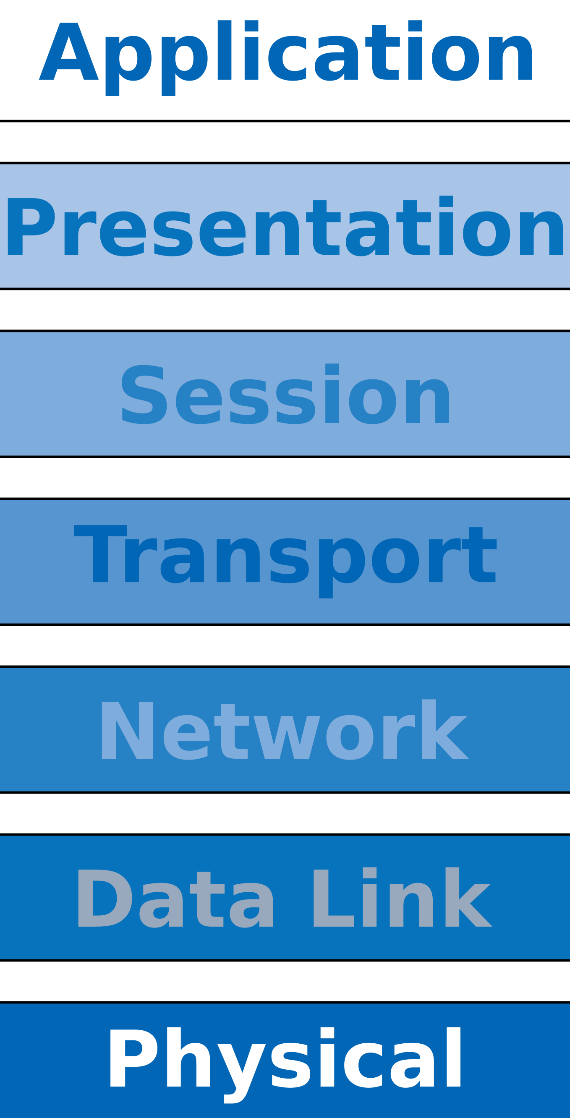 Application
Presentation
Session
Transport
Network
Data Link
Physical